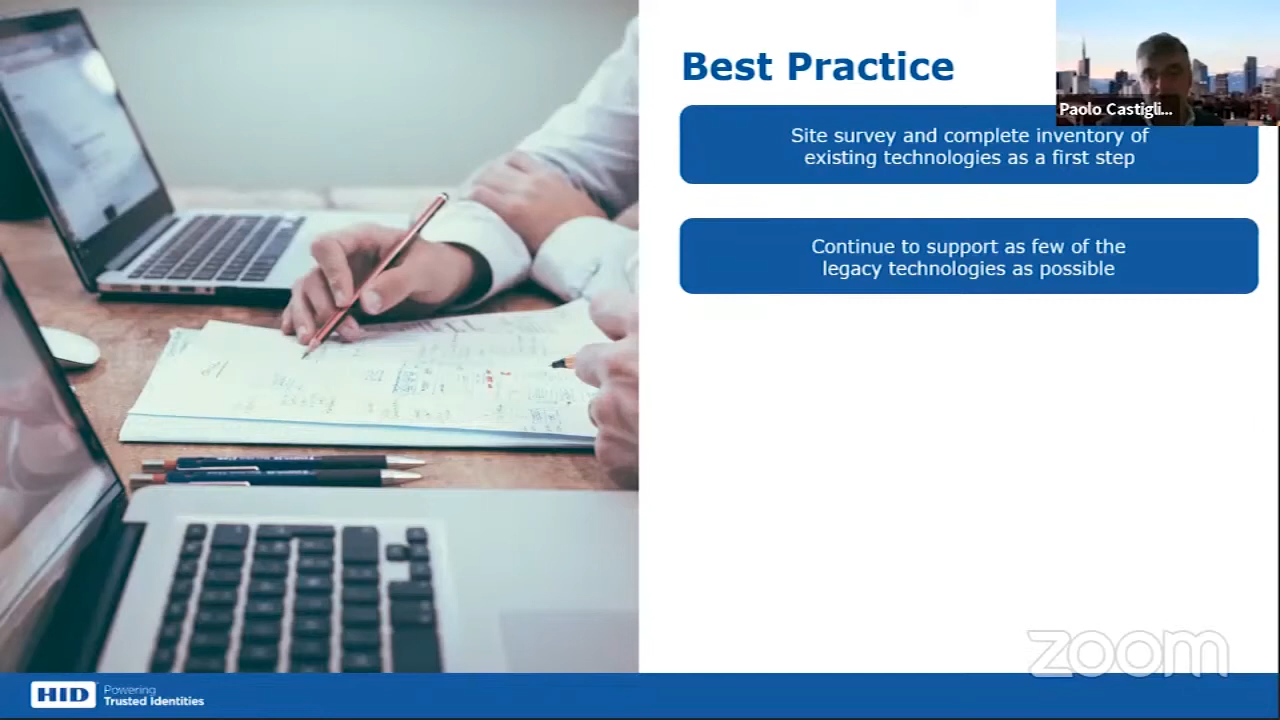 Best Practice
Paolo Castigli...
Site survey and complete inventory of
existing technologies as a first step
Continue to support as few of the
legacy technologies as possible
zoom
HID
Powering
Trusted Identities